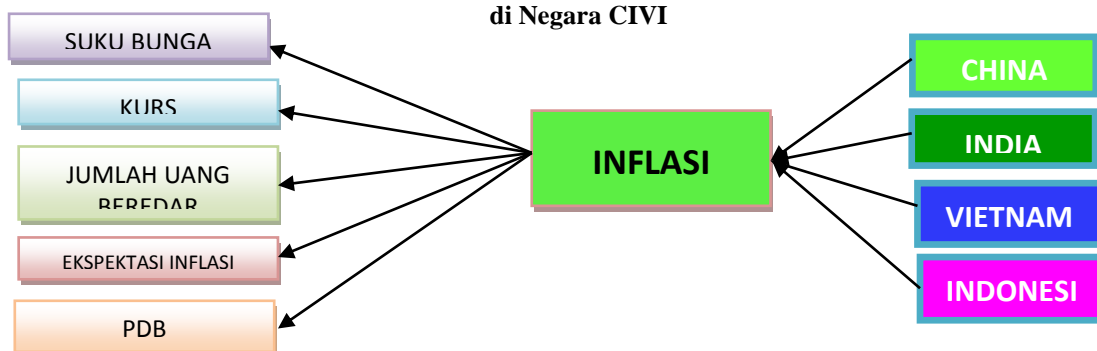 di Negara CIVI
SUKU BUNGA
KURS
JUMLAH UANG
BEREDAR
EKSPEKTASI INFLASI
PDB
INFLASI
CHINA
INDIA
VIETNAM
INDONESI